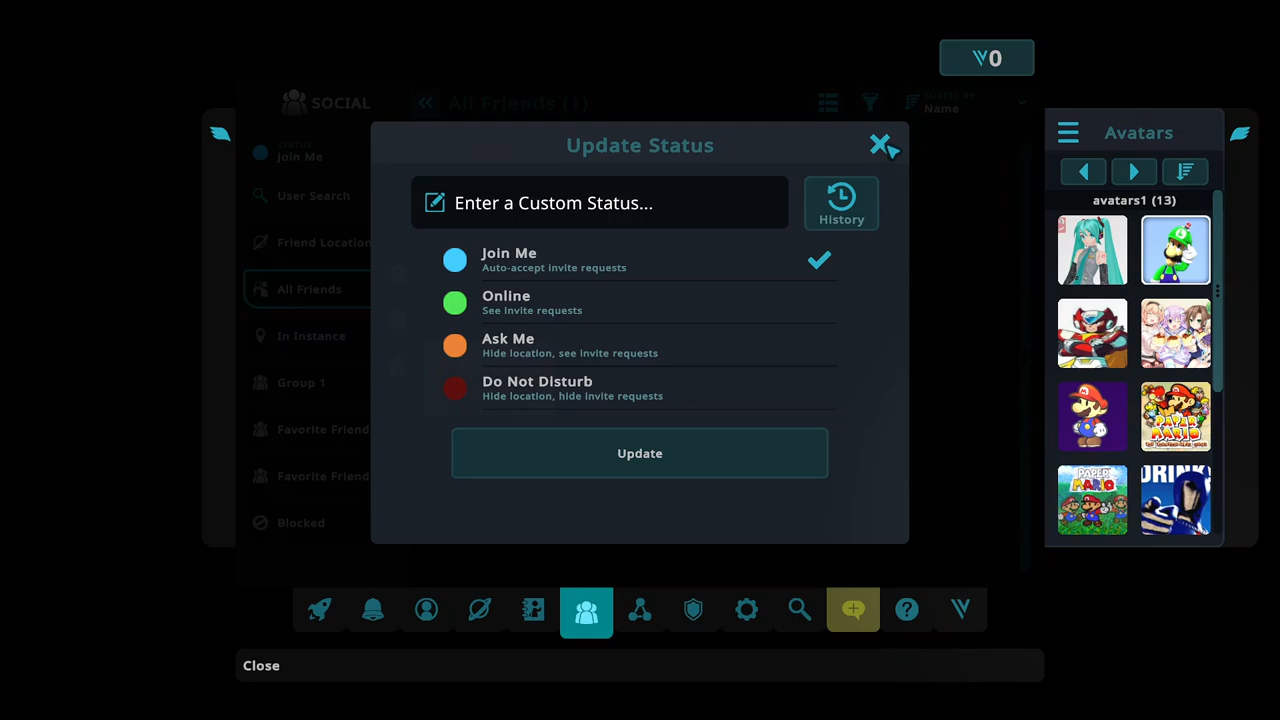 0
SOCIAL
All Friends (1)
SORTED BY
Name
STATUS
Join Me
User Search
Friend Location
All Friends
In Instance
Group 1
Favorite Friend
Favorite Friend
Blocked
Update Status
Enter a Custom Status...
History
Join Me
Auto-accept invite requests
Online
See invite requests
Ask Me
Hide location, see invite requests
Do Not Disturb
Hide location, hide invite requests
Update
Avatars
avatars1 (13)
PAPER
MARIO
PAPER
MARIO
DRINK
Close